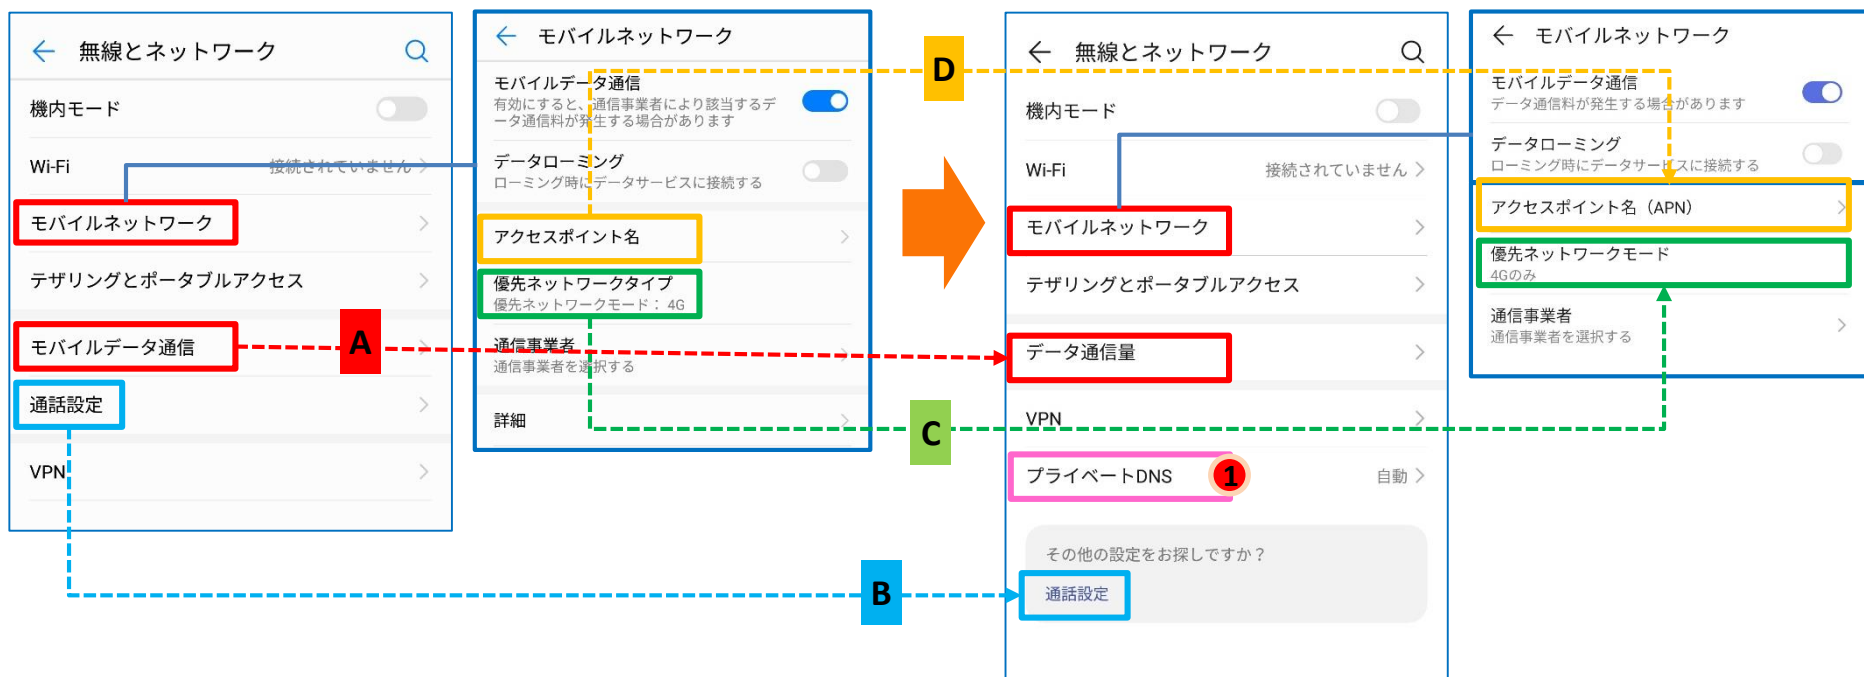 無線とネットワーク
機内モード
Wi-Fi
接続されていません
モバイルネットワーク
テザリングとポータブルアクセス
モバイルデータ通信
A
通話設定
VPN
モバイルネットワーク
モバイルデータ通信
有効にすると、通信事業者により該当するデ
ータ通信料が発生する場合があります
データローミング
ローミング時にデータサービスに接続する
アクセスポイント名
優先ネットワークタイプ
優先ネットワークモード： 4G
通信事業者
通信事業者を選択する
詳細
D
C
B
無線とネットワーク
機内モード
Wi-Fi
接続されていません
モバイルネットワーク
テザリングとポータブルアクセス
データ通信量
VPN
プライベートDNS
1
自動
その他の設定をお探しですか？
通話設定
モバイルネットワーク
モバイルデータ通信
データ通信料が発生する場合があります
データローミング
ローミング時にデータサービスに接続する
アクセスポイント名（APN）
優先ネットワークモード
4Gのみ
通信事業者
通信事業者を選択する